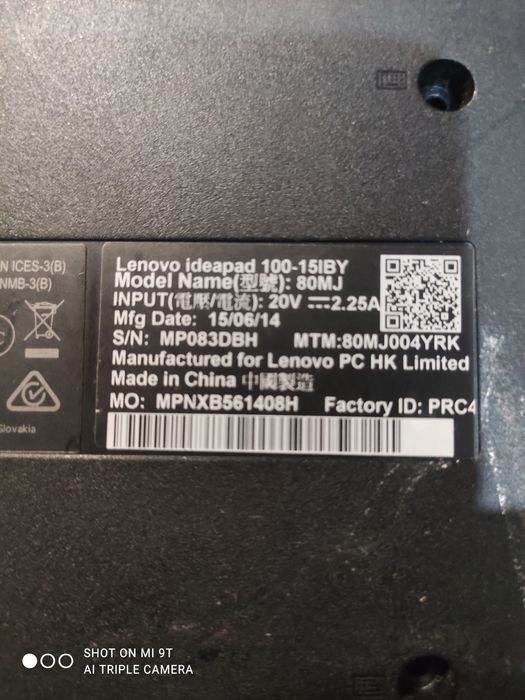 N ICES-3(B)
NMB-3(B)
Slovakia
Lenovo ideapad 100-15IBY
Model Name(型號): 80MJ
INPUT(電壓/電流): 20V ⎓ 2.25A
Mfg Date: 15/06/14
S/N: MP083DBH MTM:80MJ004YRK
Manufactured for Lenovo PC HK Limited
Made in China 中國製造
MO: MPNXB561408H Factory ID: PRC4
SHOT ON MI 9T
AI TRIPLE CAMERA